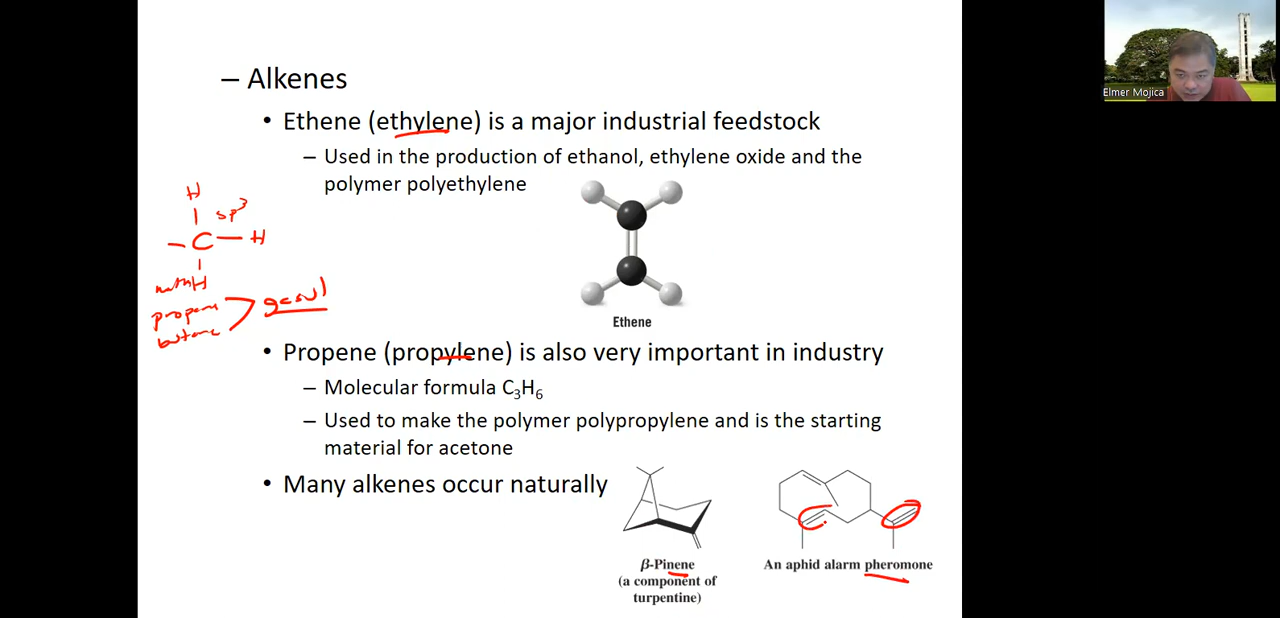 – Alkenes
• Ethene (ethylene) is a major industrial feedstock
– Used in the production of ethanol, ethylene oxide and the
polymer polyethylene
H
sp³
– C – H
H
propane
butane
Ethene
• Propene (propylene) is also very important in industry
– Molecular formula C₃H₆
– Used to make the polymer polypropylene and is the starting
material for acetone
• Many alkenes occur naturally
β-Pinene
(a component of
turpentine)
An aphid alarm pheromone
Elmer Mojica